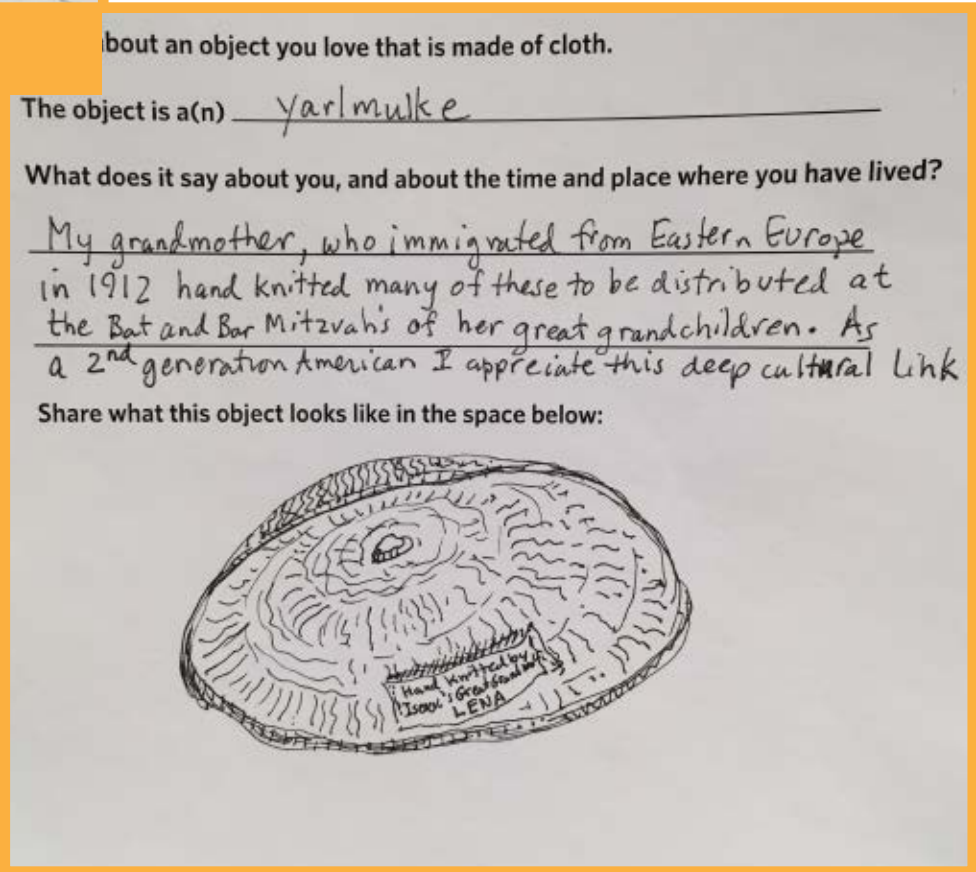 about an object you love that is made of cloth.
The object is a(n) Yarlmulke
What does it say about you, and about the time and place where you have lived?
My grandmother, who immigrated from Eastern Europe
in 1912 hand knitted many of these to be distributed at
the Bat and Bar Mitzvah's of her great grandchildren. As
a 2nd generation American I appreciate this deep cultural Link
Share what this object looks like in the space below:
Hand Knitted by
's Great
LENA